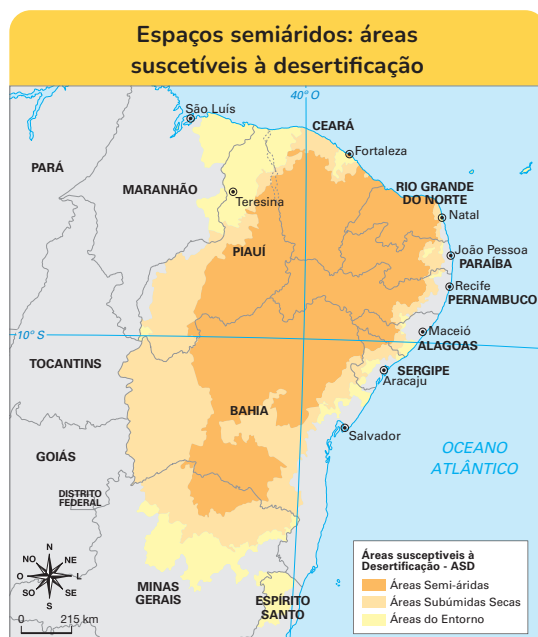 Espaços semiáridos: áreas
suscetíveis à desertificação
40° O
São Luís
CEARÁ
Fortaleza
PARÁ
MARANHÃO
RIO GRANDE
DO NORTE
Teresina
Natal
PIAUÍ
João Pessoa
PARAÍBA
Recife
PERNAMBUCO
10° S
Maceió
ALAGOAS
TOCANTINS
SERGIPE
Aracaju
BAHIA
Salvador
GOIÁS
OCEANO
ATLÂNTICO
DISTRITO
FEDERAL
N
NO
NE
O
L
SO
SE
S
MINAS
GERAIS
ESPÍRITO
SANTO
0 215 km
Áreas susceptiveis à
Desertificação - ASD
Áreas Semi-áridas
Áreas Subúmidas Secas
Áreas do Entorno